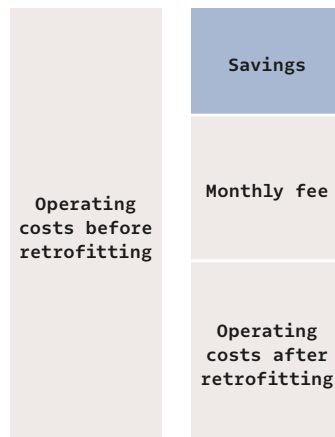 Operating
costs before
retrofitting
Savings
Monthly fee
Operating
costs after
retrofitting